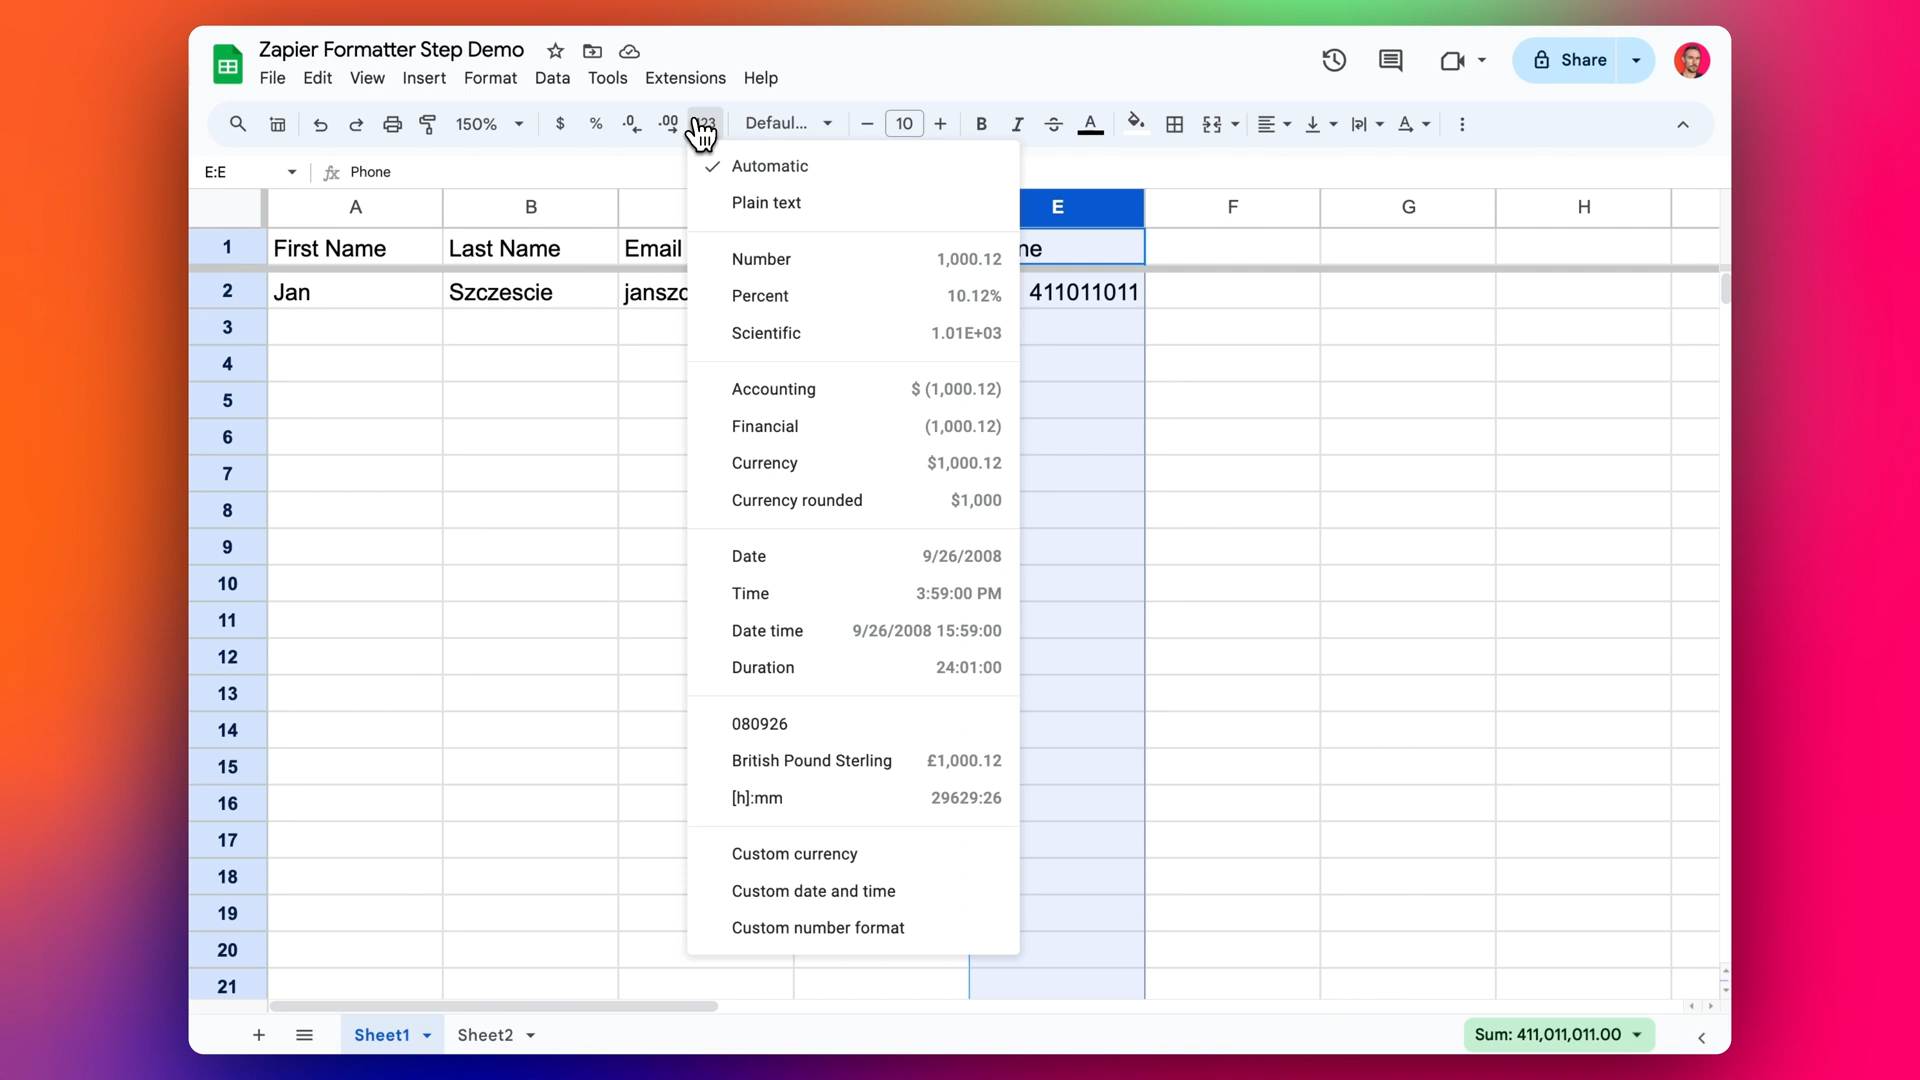 Zapier Formatter Step Demo
File Edit View Insert Format Data Tools Extensions Help
Share
150% $ % .0 .00 123 Defaul... 10 B I A
E:E fx Phone
Automatic
Plain text
A B E F G H
1 First Name Last Name Email ne
Number 1,000.12
2 Jan Szczescie janszc 411011011
Percent 10.12%
3
Scientific 1.01E+03
4
Accounting $ (1,000.12)
5
Financial (1,000.12)
6
Currency $1,000.12
7
Currency rounded $1,000
8
9
Date 9/26/2008
10
Time 3:59:00 PM
11
Date time 9/26/2008 15:59:00
12
Duration 24:01:00
13
080926
14
British Pound Sterling £1,000.12
15
[h]:mm 29629:26
16
17
Custom currency
18
Custom date and time
19
Custom number format
20
21
Sheet1 Sheet2 Sum: 411,011,011.00